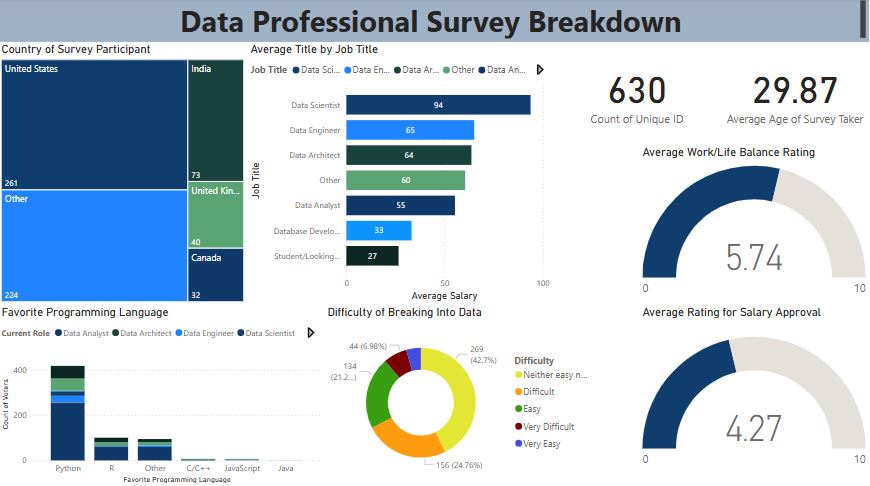 Data Professional Survey Breakdown
Country of Survey Participant
United States
261
India
73
Other
224
United Kin...
40
Canada
32
Average Title by Job Title
Job Title Data Sci... Data En... Data Ar... Other Data An...
Job Title
Data Scientist 94
Data Engineer 65
Data Architect 64
Other 60
Data Analyst 55
Database Develo... 33
Student/Looking... 27
0 50 100
Average Salary
630
Count of Unique ID
29.87
Average Age of Survey Taker
Average Work/Life Balance Rating
5.74
0 10
Favorite Programming Language
Current Role Data Analyst Data Architect Data Engineer Data Scientist
Count of Voters
400
200
0
Python R Other C/C++ JavaScript Java
Favorite Programming Language
Difficulty of Breaking Into Data
44 (6.98%)
269
(42.7%)
134
(21.2...)
156 (24.76%)
Difficulty
Neither easy n...
Difficult
Easy
Very Difficult
Very Easy
Average Rating for Salary Approval
4.27
0 10